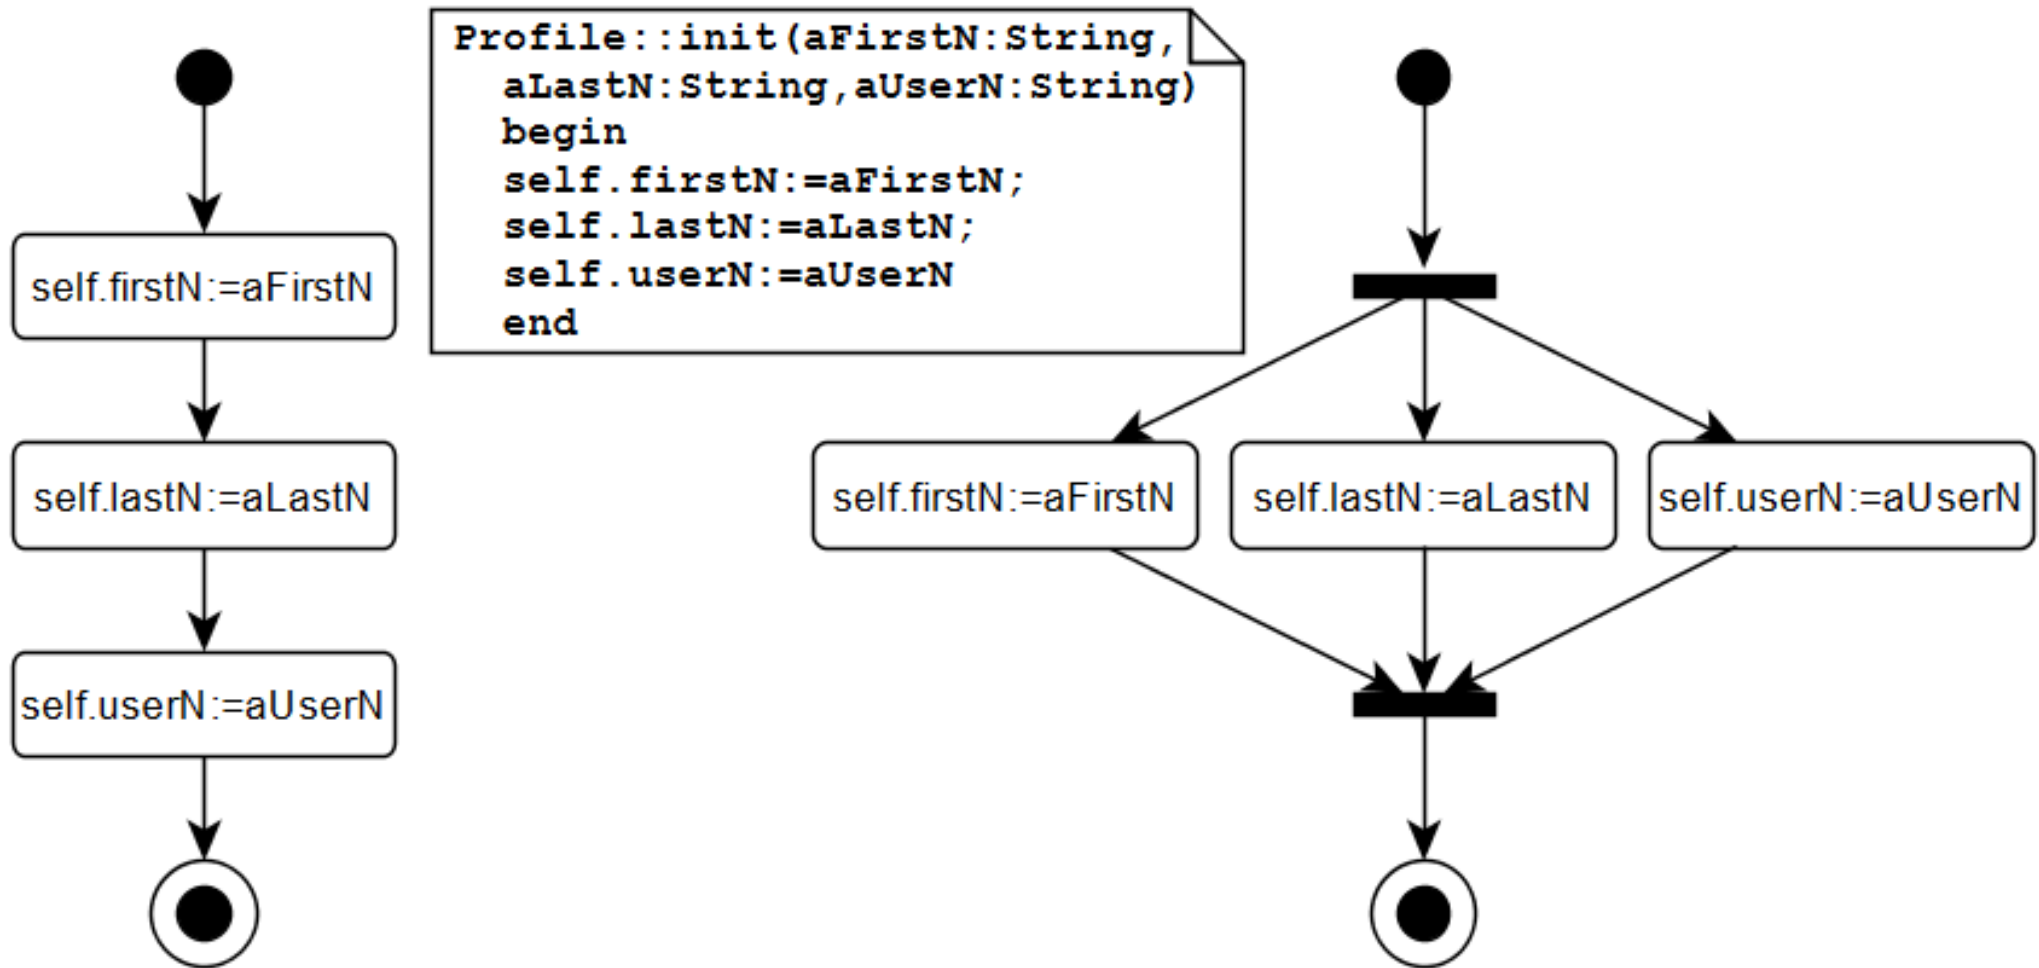 Profile::init(aFirstN:String,
aLastN:String,aUserN:String)
begin
self.firstN:=aFirstN;
self.lastN:=aLastN;
self.userN:=aUserN
end
self.firstN:=aFirstN
self.lastN:=aLastN
self.userN:=aUserN
self.firstN:=aFirstN
self.lastN:=aLastN
self.userN:=aUserN